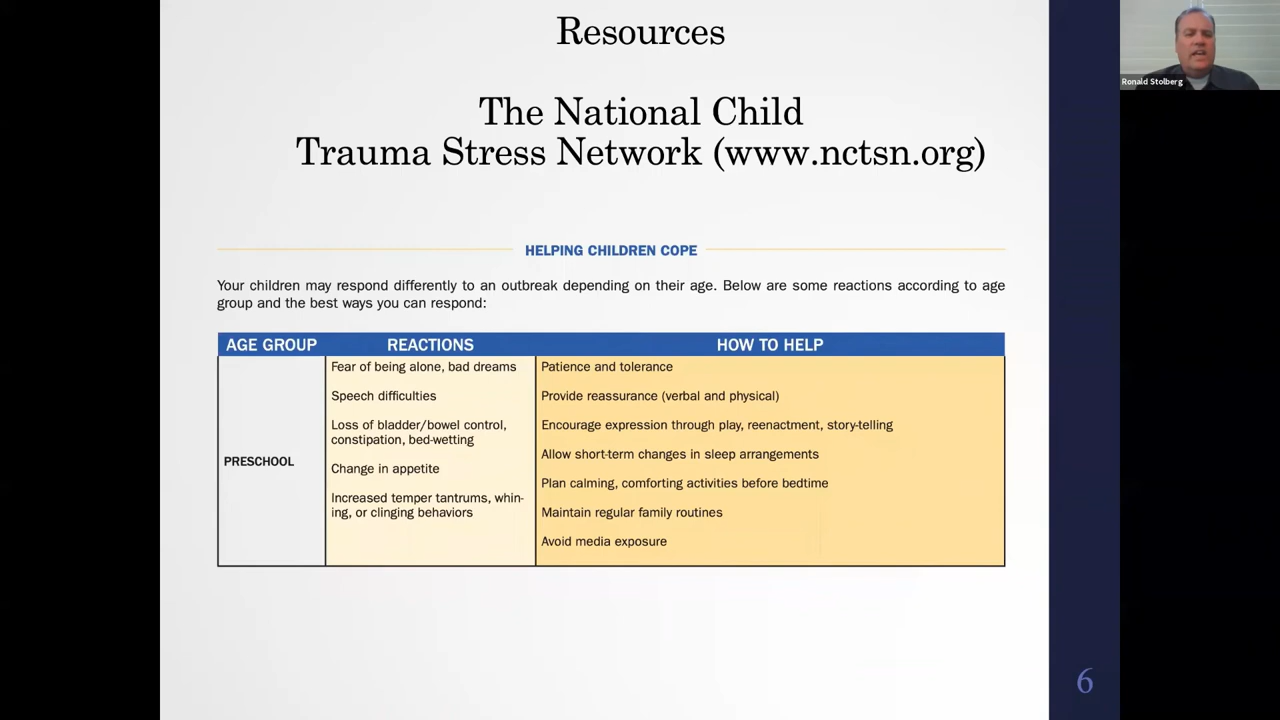 Resources
The National Child
Trauma Stress Network (www.nctsn.org)
Ronald Stolberg
HELPING CHILDREN COPE
Your children may respond differently to an outbreak depending on their age. Below are some reactions according to age
group and the best ways you can respond:
AGE GROUP
REACTIONS
HOW TO HELP
PRESCHOOL
Fear of being alone, bad dreams
Speech difficulties
Loss of bladder/bowel control,
constipation, bed-wetting
Change in appetite
Increased temper tantrums, whin-
ing, or clinging behaviors
Patience and tolerance
Provide reassurance (verbal and physical)
Encourage expression through play, reenactment, story-telling
Allow short-term changes in sleep arrangements
Plan calming, comforting activities before bedtime
Maintain regular family routines
Avoid media exposure
6